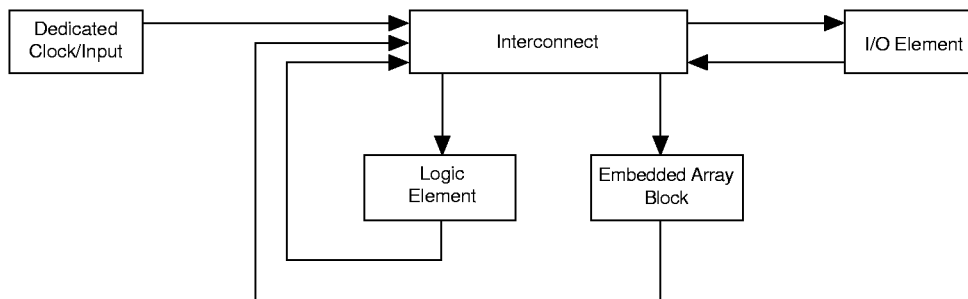 Dedicated
Clock/Input
Interconnect
I/O Element
Logic
Element
Embedded Array
Block